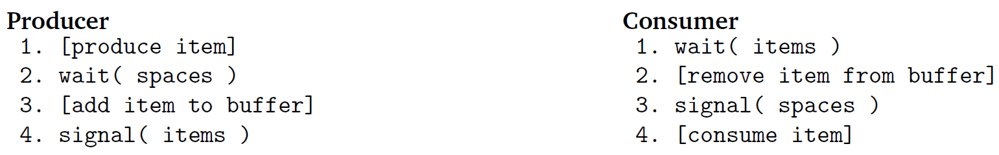 Producer
1. [produce item]
2. wait( spaces )
3. [add item to buffer]
4. signal( items )
Consumer
1. wait( items )
2. [remove item from buffer]
3. signal( spaces )
4. [consume item]